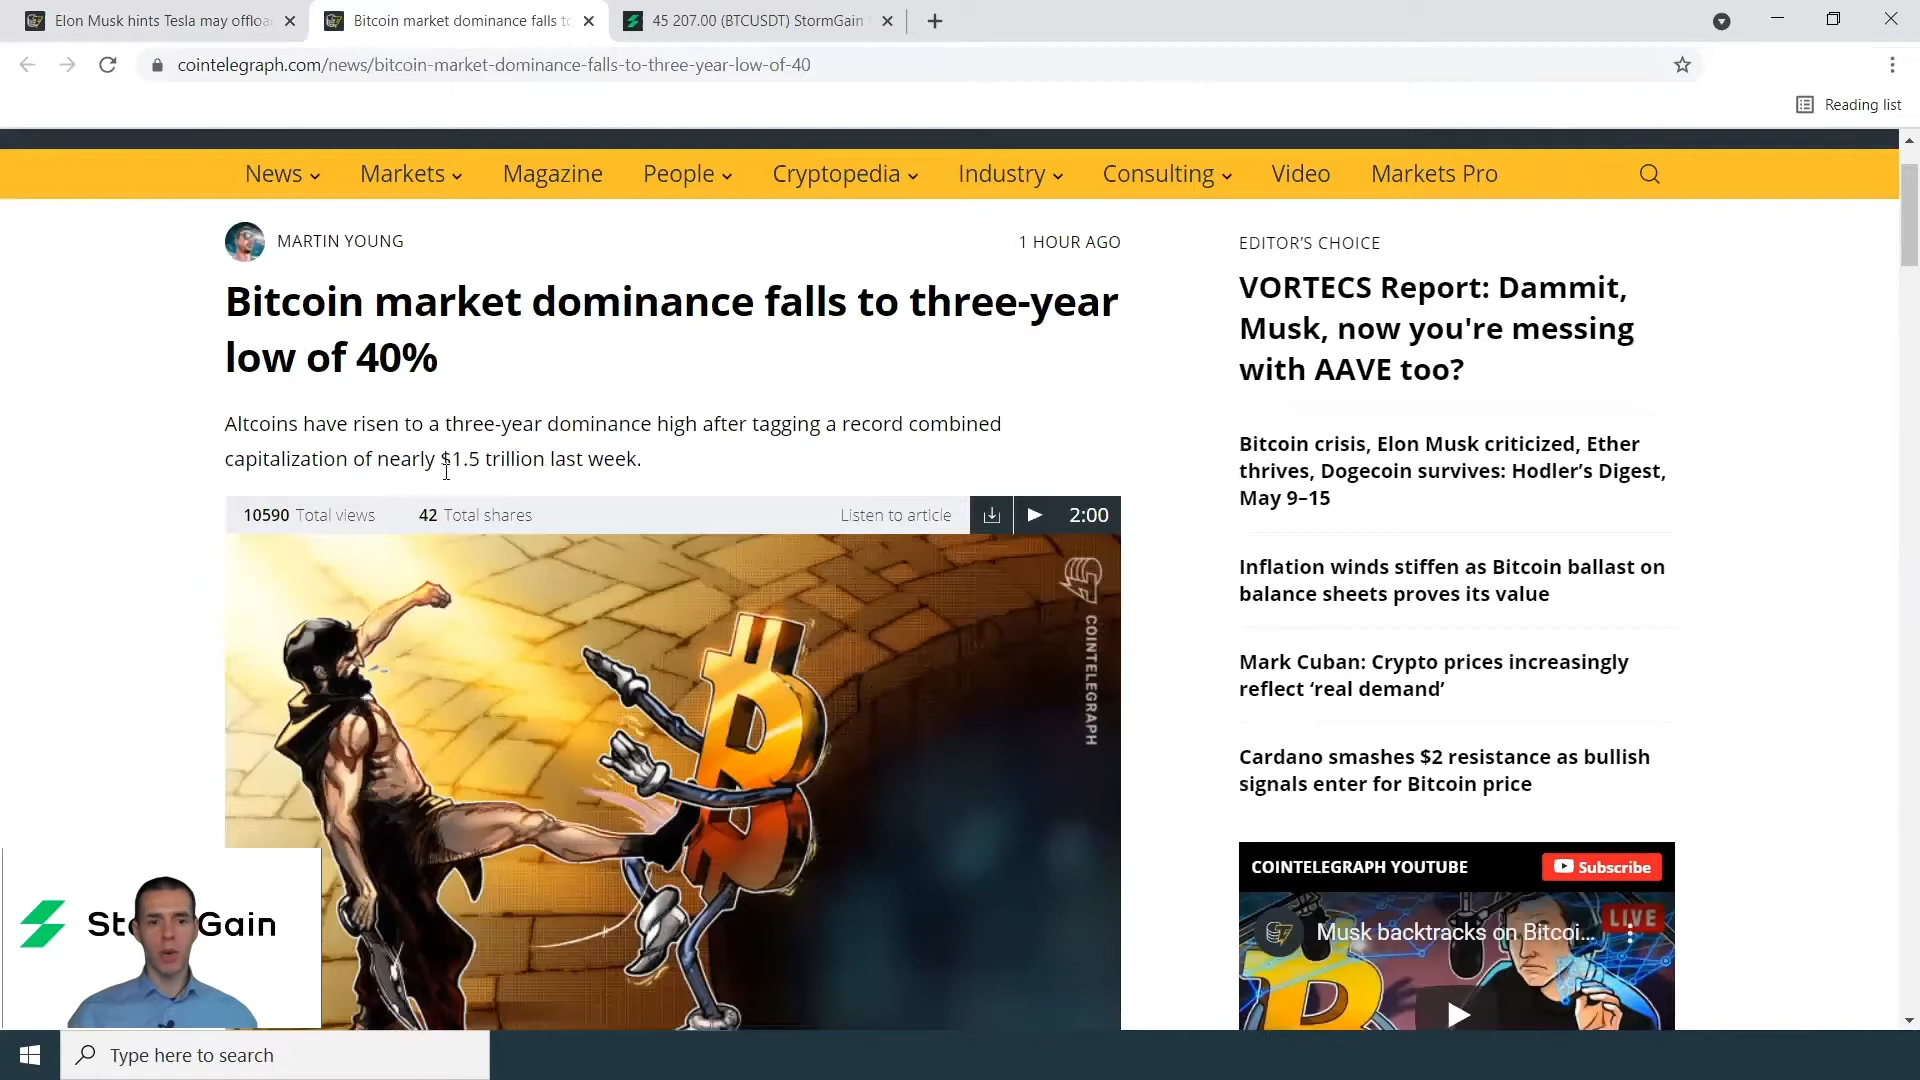 Elon Musk hints Tesla may offloa
Bitcoin market dominance falls to
45 207.00 (BTCUSDT) StormGain
cointelegraph.com/news/bitcoin-market-dominance-falls-to-three-year-low-of-40
Reading list
News
Markets
Magazine
People
Cryptopedia
Industry
Consulting
Video
Markets Pro
MARTIN YOUNG
1 HOUR AGO
Bitcoin market dominance falls to three-year
low of 40%
Altcoins have risen to a three-year dominance high after tagging a record combined
capitalization of nearly $1.5 trillion last week.
10590 Total views
42 Total shares
Listen to article
2:00
COINTELEGRAPH
EDITOR'S CHOICE
VORTECS Report: Dammit,
Musk, now you're messing
with AAVE too?
Bitcoin crisis, Elon Musk criticized, Ether
thrives, Dogecoin survives: Hodler's Digest,
May 9–15
Inflation winds stiffen as Bitcoin ballast on
balance sheets proves its value
Mark Cuban: Crypto prices increasingly
reflect ‘real demand’
Cardano smashes $2 resistance as bullish
signals enter for Bitcoin price
COINTELEGRAPH YOUTUBE
Subscribe
Musk backtracks on Bitcoi...
LIVE
St Gain
Type here to search